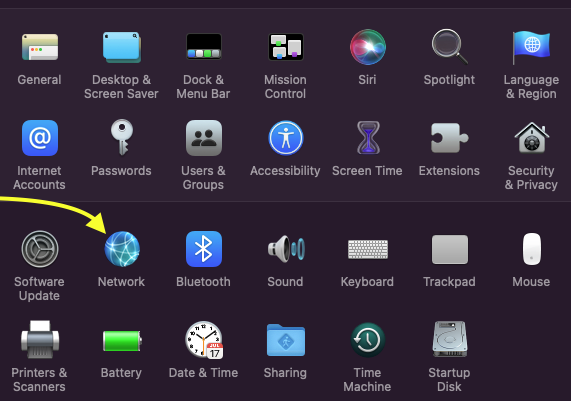 General
Desktop &
Screen Saver
Dock &
Menu Bar
Mission
Control
Siri
Spotlight
Language
& Region
@
Internet
Accounts
Passwords
Users &
Groups
Accessibility
Screen Time
Extensions
Security
& Privacy
Software
Update
Network
Bluetooth
Sound
Keyboard
Trackpad
Mouse
Printers &
Scanners
Battery
JUL
17
Date & Time
Sharing
Time
Machine
Startup
Disk